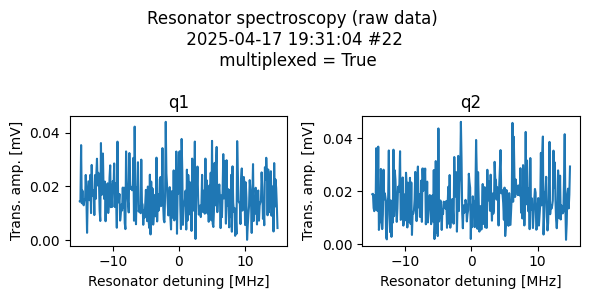 Resonator spectroscopy (raw data)
2025-04-17 19:31:04 #22
multiplexed = True
q1
q2
Trans. amp. [mV]
0.04
0.02
0.00
−10
0
10
Resonator detuning [MHz]
Trans. amp. [mV]
0.04
0.02
0.00
−10
0
10
Resonator detuning [MHz]